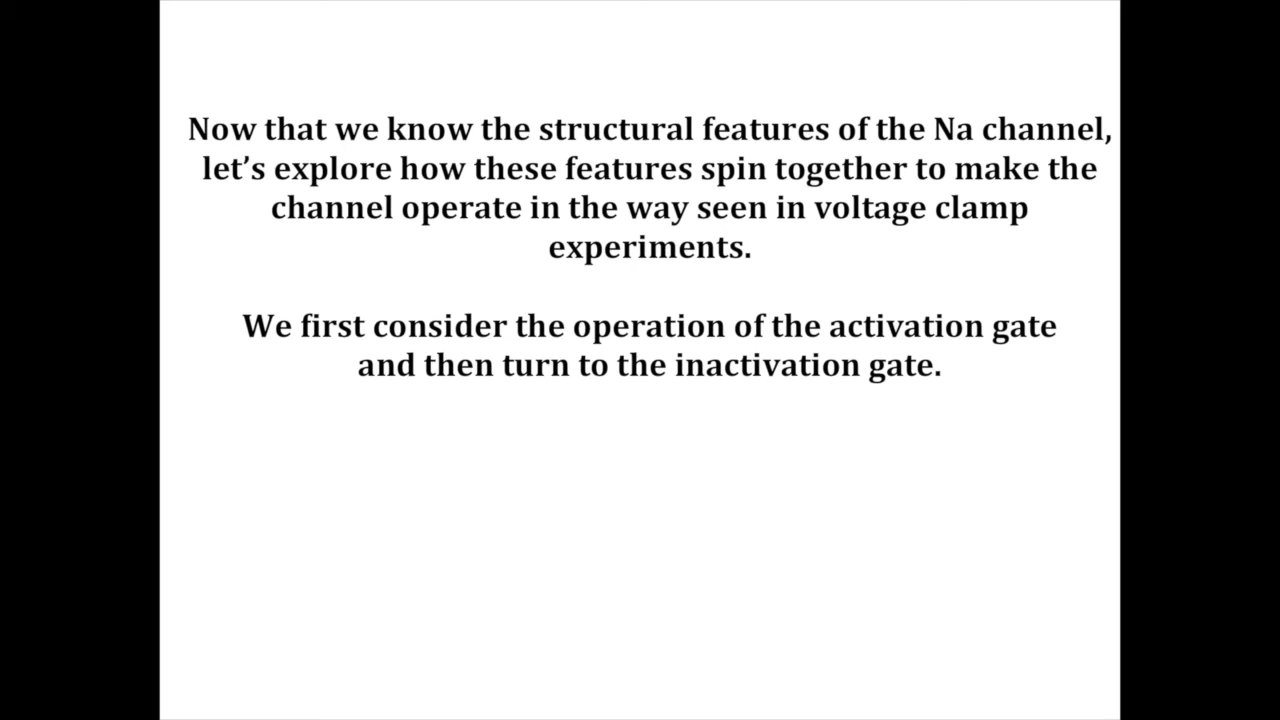 Now that we know the structural features of the Na channel,
let’s explore how these features spin together to make the
channel operate in the way seen in voltage clamp
experiments.
We first consider the operation of the activation gate
and then turn to the inactivation gate.